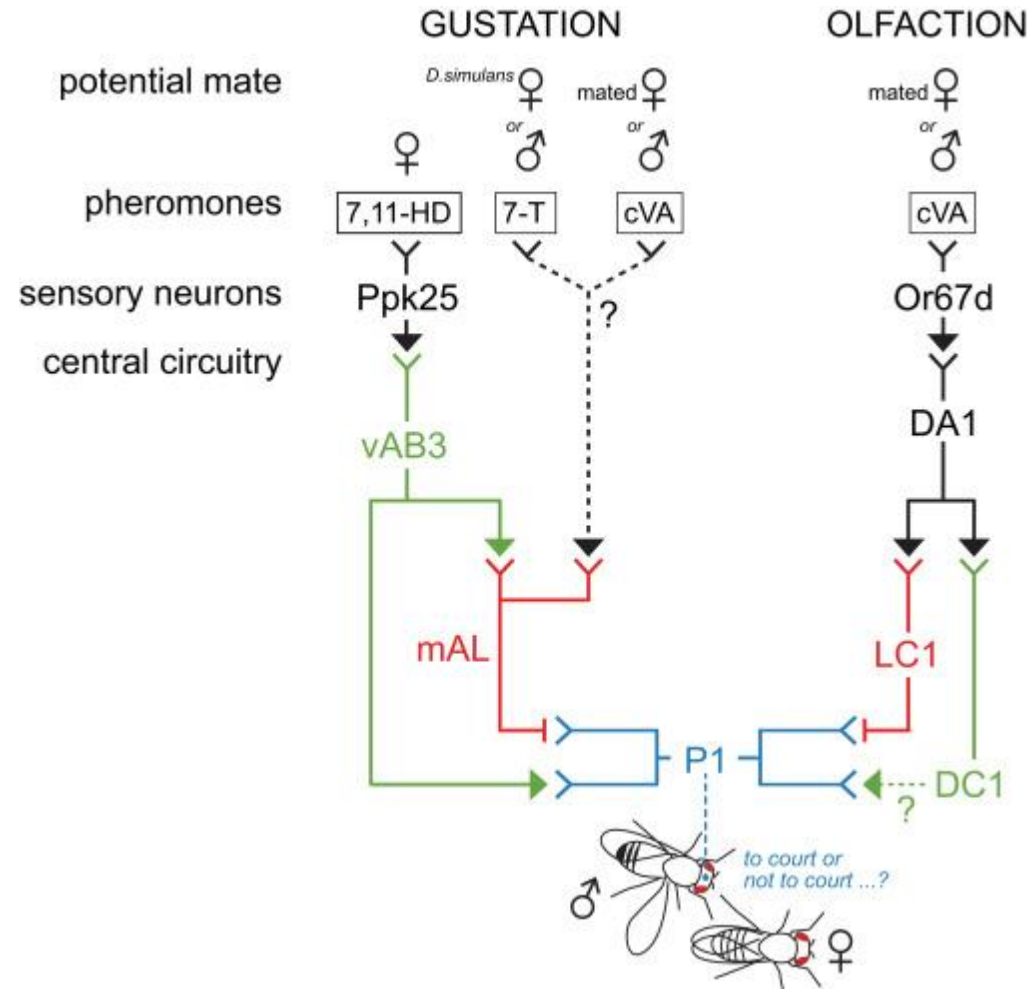 GUSTATION OLFACTION
potential mate D.simulans ♀ mated ♀ mated ♀
or or or
♀ ♂ ♂ ♂
pheromones 7,11-HD 7-T cVA cVA
sensory neurons Ppk25 ? Or67d
central circuitry
DA1
vAB3
mAL LC1
P1 DC1
?
to court or
not to court ...?
♂ ♀